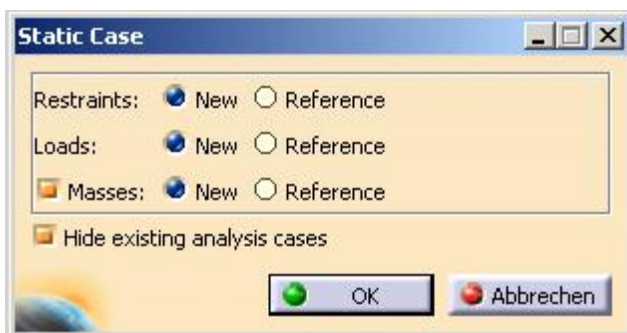 Static Case
Restraints: New Reference
Loads: New Reference
Masses: New Reference
Hide existing analysis cases
OK Abbrechen